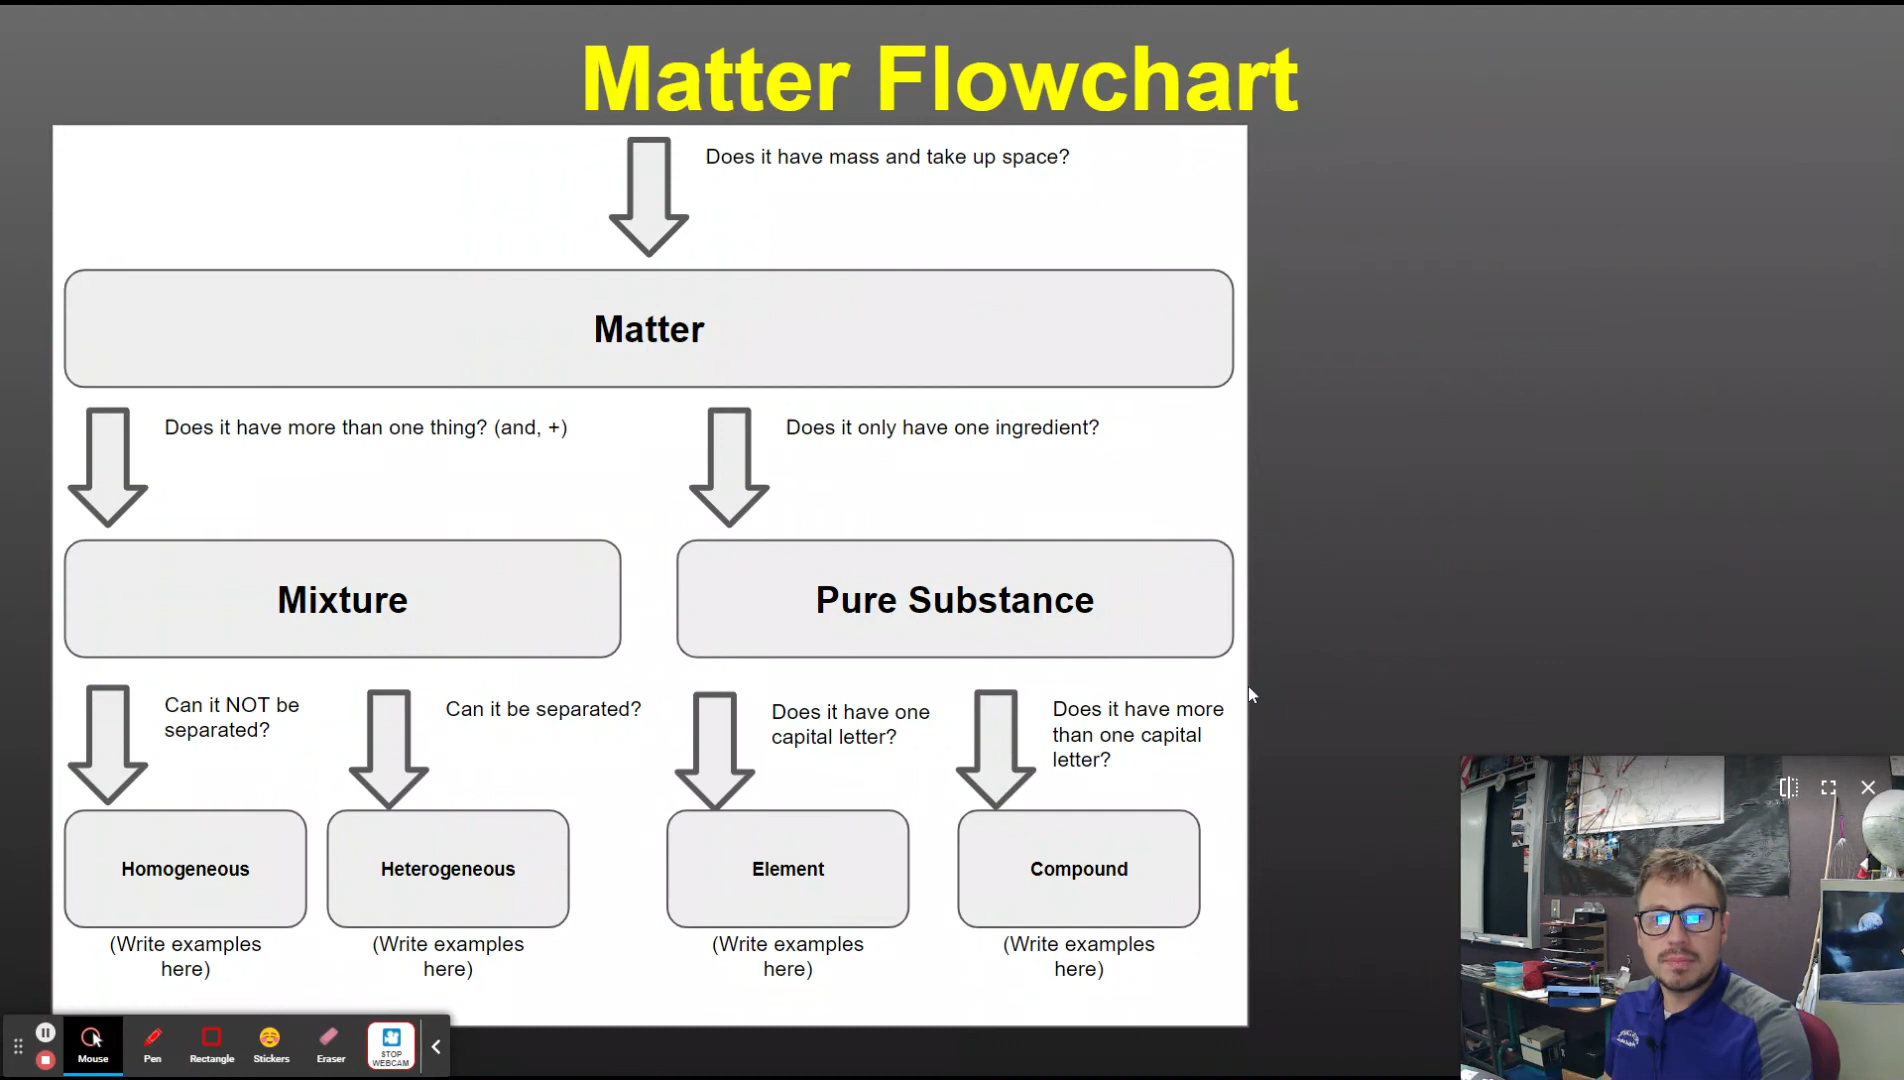 Matter Flowchart
Does it have mass and take up space?
Matter
Does it have more than one thing? (and, +)
Does it only have one ingredient?
Mixture
Pure Substance
Can it NOT be
separated?
Can it be separated?
Does it have one
capital letter?
Does it have more
than one capital
letter?
Homogeneous
Heterogeneous
Element
Compound
(Write examples
here)
(Write examples
here)
(Write examples
here)
(Write examples
here)
Mouse
Pen
Rectangle
Stickers
Eraser
STOP
WEBCAM